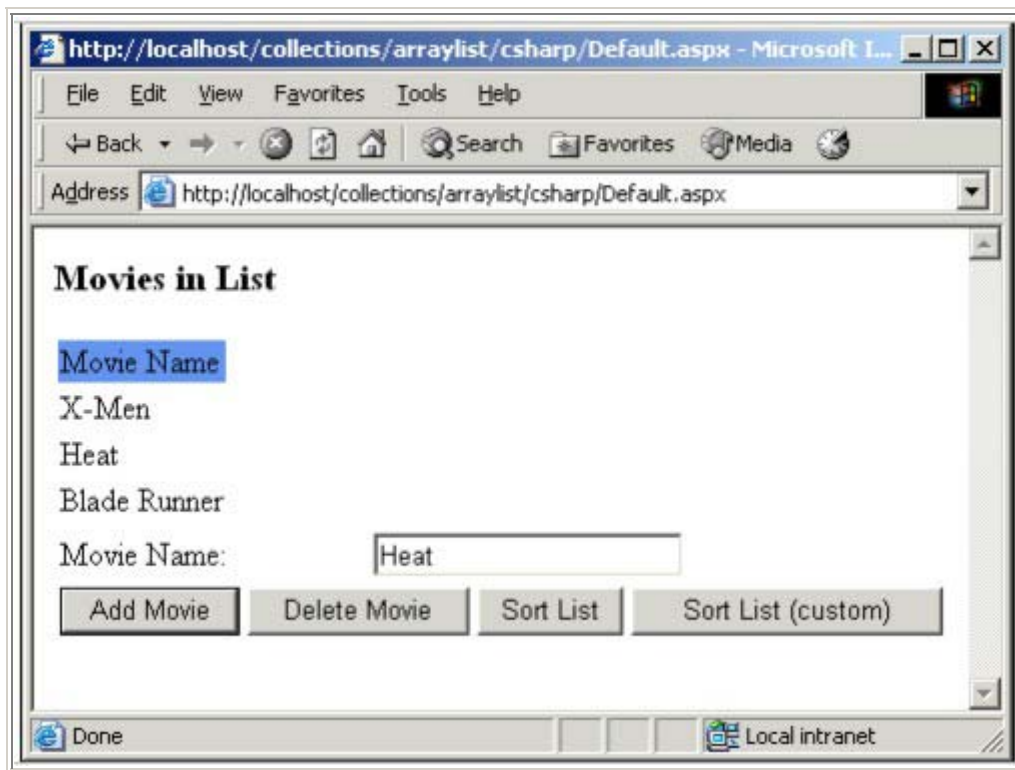 http://localhost/collections/arraylist/csharp/Default.aspx - Microsoft I...
File Edit View Favorites Tools Help
Back Search Favorites Media
Address http://localhost/collections/arraylist/csharp/Default.aspx
Movies in List
Movie Name
X-Men
Heat
Blade Runner
Movie Name: Heat
Add Movie Delete Movie Sort List Sort List (custom)
Done Local intranet